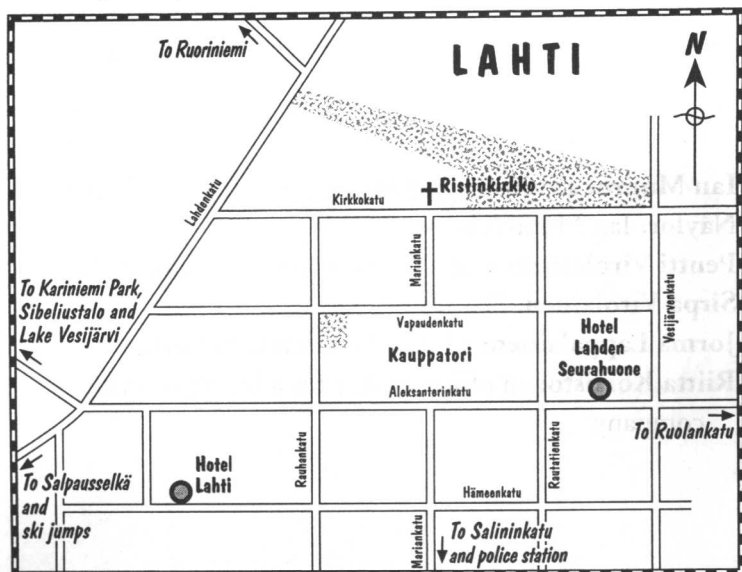 To Ruoriniemi
LAHTI
N
Ristinkirkko
Kirkkokatu
Lahdenkatu
Mariankatu
To Kariniemi Park,
Sibeliustalo and
Lake Vesijärvi
Vapaudenkatu
Vesijärvenkatu
Kauppatori
Hotel
Lahden
Seurahuone
Aleksanterinkatu
To Ruolankatu
Hotel
Lahti
Rauhankatu
Rautatienkatu
To Salpausselkä
and
ski jumps
Hämeenkatu
Mariankatu
To Salininkatu
and police station